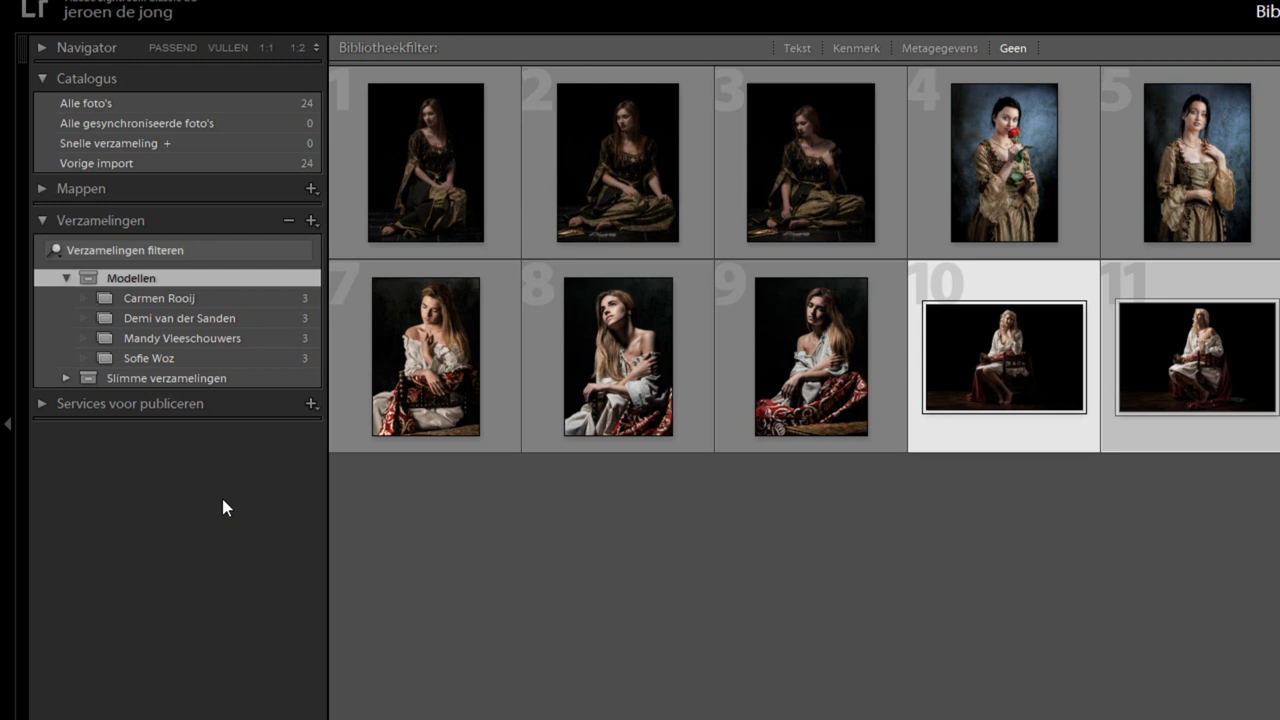 Lr
jeroen de jong
Bib
Navigator PASSEND VULLEN 1:1 1:2
Bibliotheekfilter: Tekst Kenmerk Metagegevens Geen
Catalogus
Alle foto's 24
Alle gesynchroniseerde foto's 0
Snelle verzameling + 0
Vorige import 24
Mappen
Verzamelingen
Verzamelingen filteren
Modellen
Carmen Rooij 3
Demi van der Sanden 3
Mandy Vleeschouwers 3
Sofie Woz 3
Slimme verzamelingen
Services voor publiceren
1 2 3 4 5
7 8 9 10 11